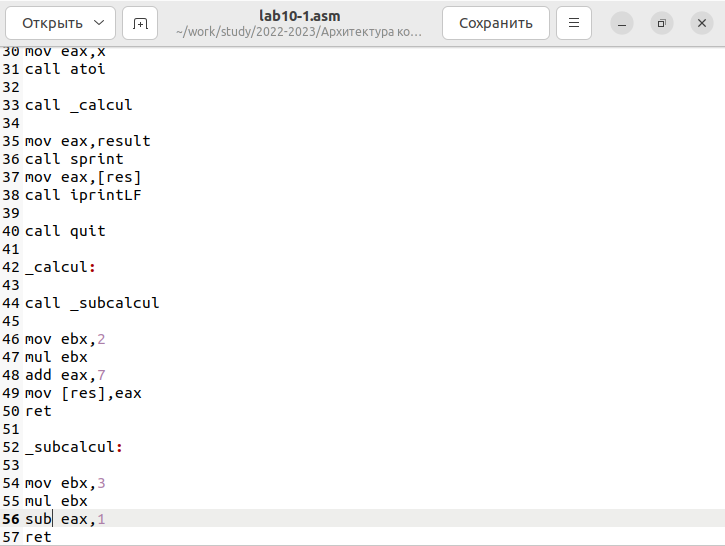 Открыть
lab10-1.asm
~/work/study/2022-2023/Архитектура ко...
Сохранить
30 mov eax,x
31 call atoi
32
33 call _calcul
34
35 mov eax,result
36 call sprint
37 mov eax,[res]
38 call iprintLF
39
40 call quit
41
42 _calcul:
43
44 call _subcalcul
45
46 mov ebx,2
47 mul ebx
48 add eax,7
49 mov [res],eax
50 ret
51
52 _subcalcul:
53
54 mov ebx,3
55 mul ebx
56 sub eax,1
57 ret